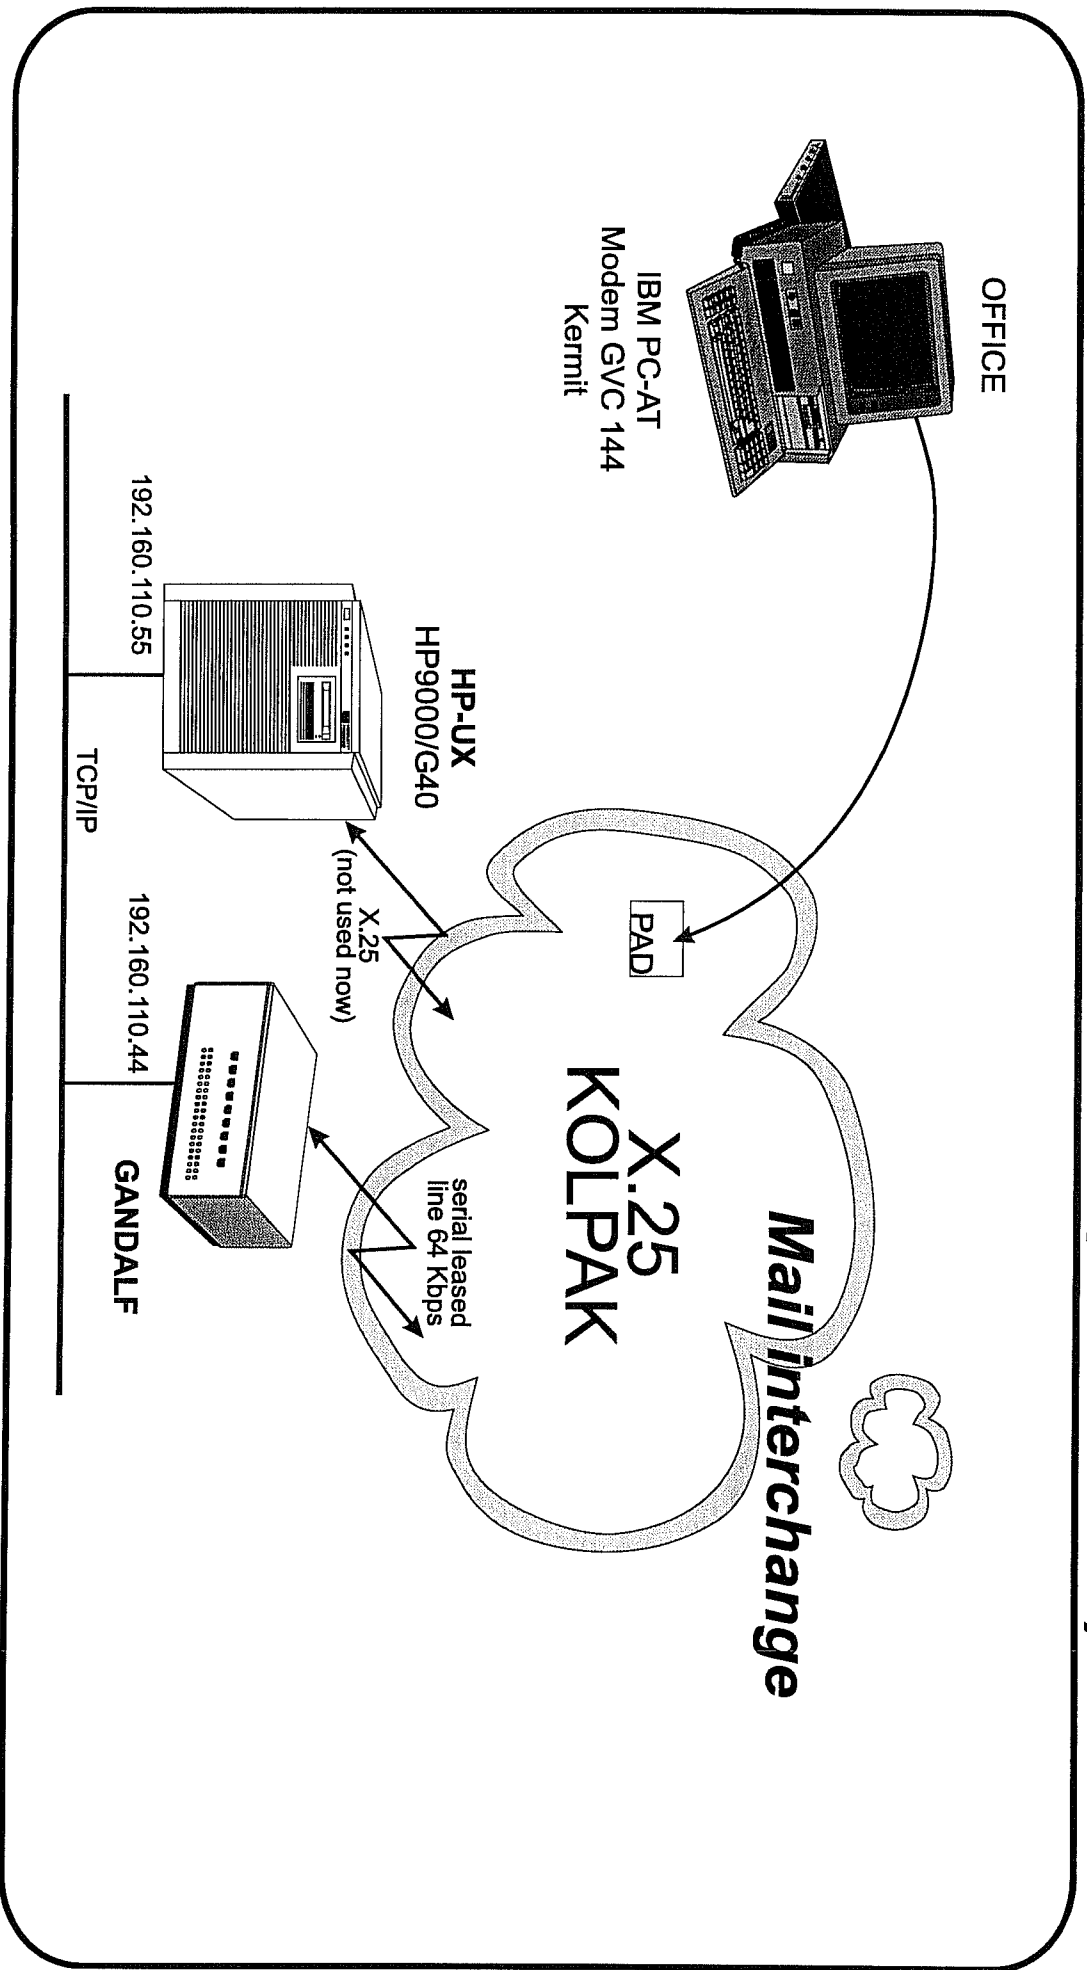 Mail interchange
OFFICE
IBM PC-AT
Modem GVC 144
Kermit
PAD
X.25
KOLPAK
HP-UX
HP9000/G40
X.25
(not used now)
serial leased
line 64 Kbps
192.160.110.55
TCP/IP
192.160.110.44
GANDALF